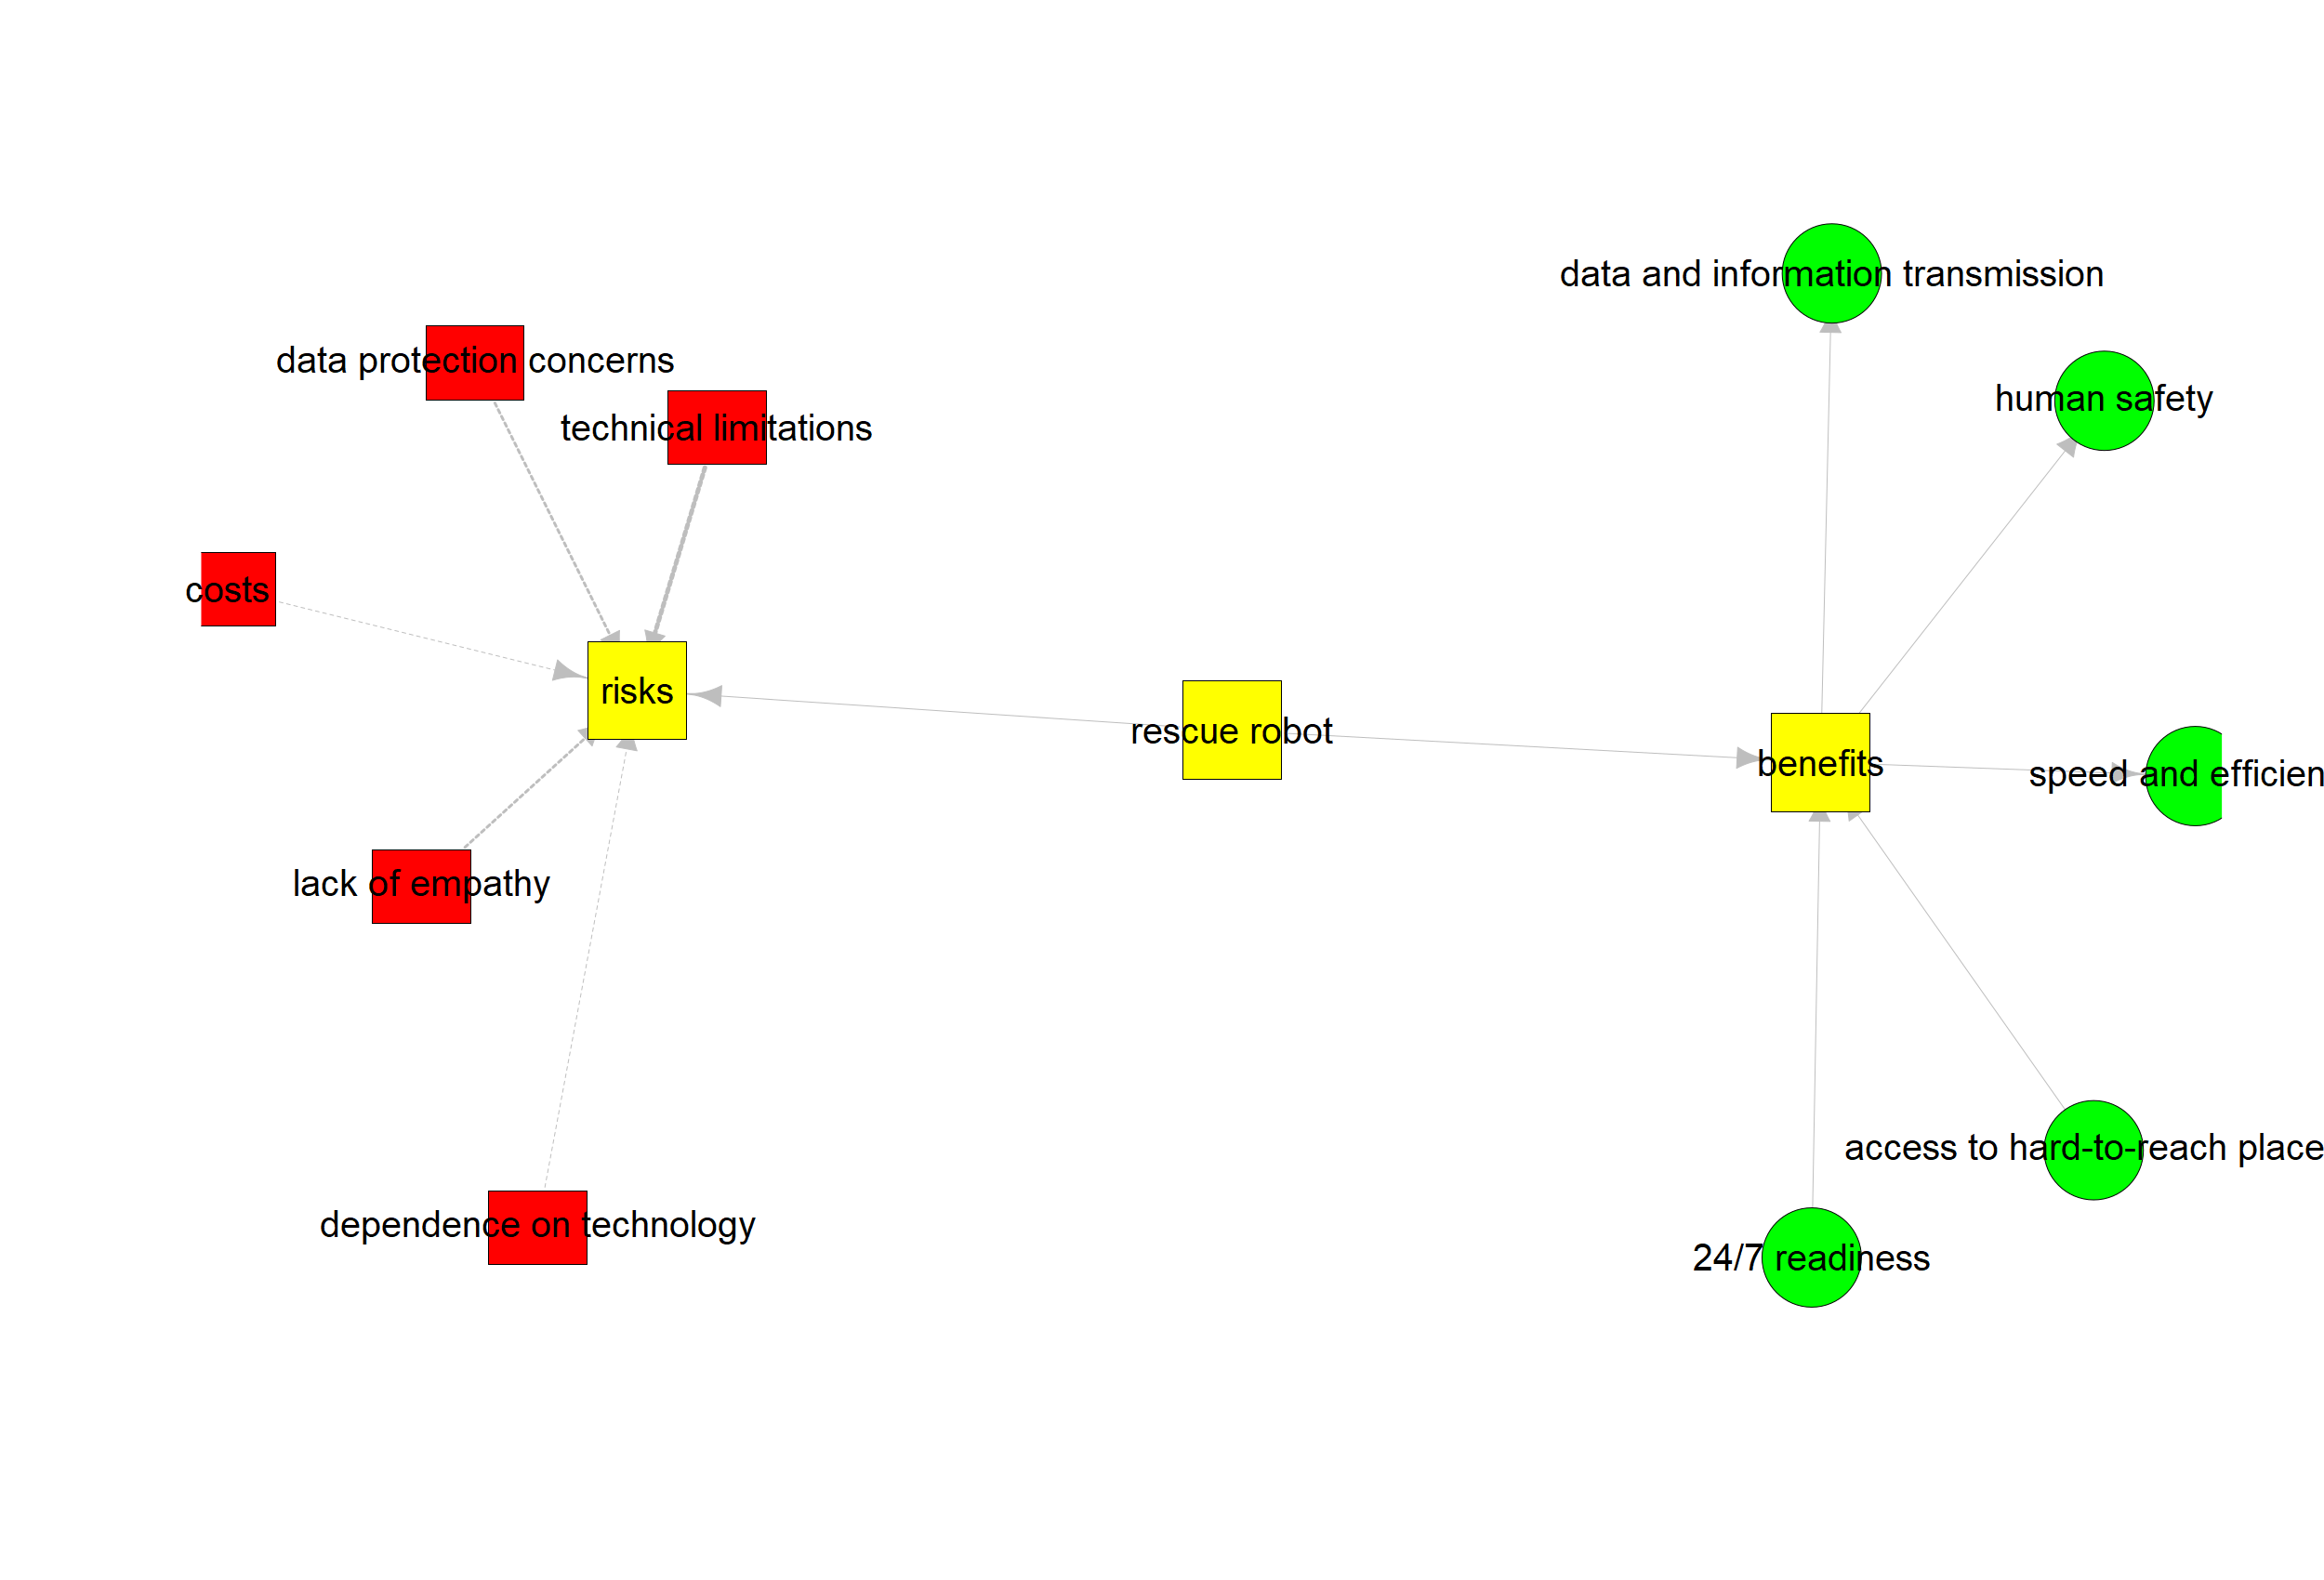 data and information transmission
data protection concerns
human safety
technical limitations
costs
risks
rescue robot
benefits
speed and efficien
lack of empathy
access to hard-to-reach place
dependence on technology
24/7 readiness